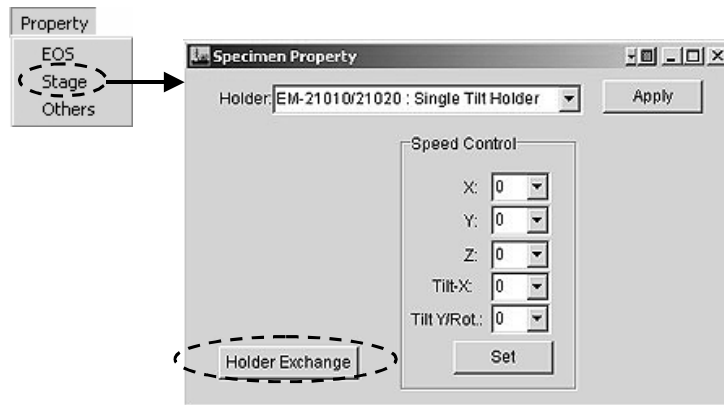 Property
EOS
Stage
Others
Specimen Property
Holder: EM-21010/21020 : Single Tilt Holder
Apply
Speed Control
X: 0
Y: 0
Z: 0
Tilt-X: 0
Tilt Y/Rot.: 0
Holder Exchange
Set